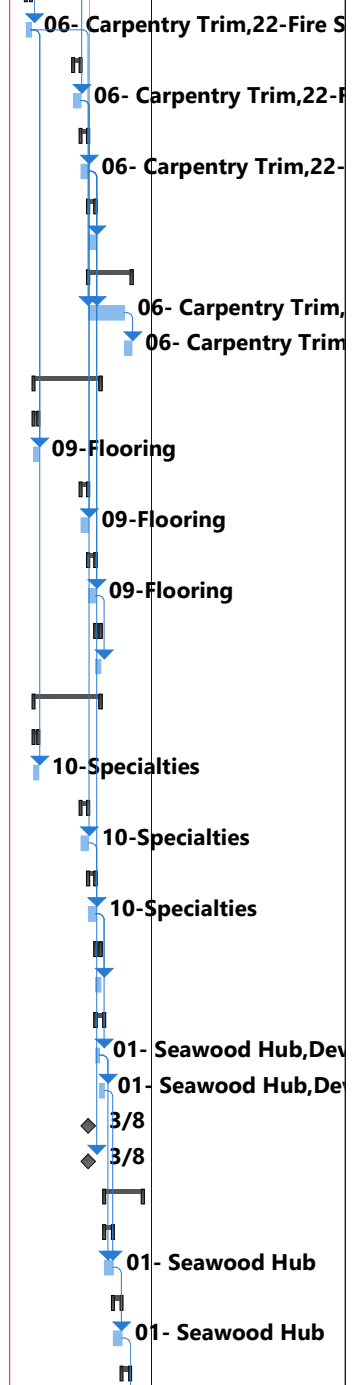 06- Carpentry Trim,22-Fire S
06- Carpentry Trim,22-F
06- Carpentry Trim,22-
06- Carpentry Trim,
06- Carpentry Trim
09-Flooring
09-Flooring
09-Flooring
10-Specialties
10-Specialties
10-Specialties
01- Seawood Hub,Dev
01- Seawood Hub,De
3/8
3/8
01- Seawood Hub
01- Seawood Hub